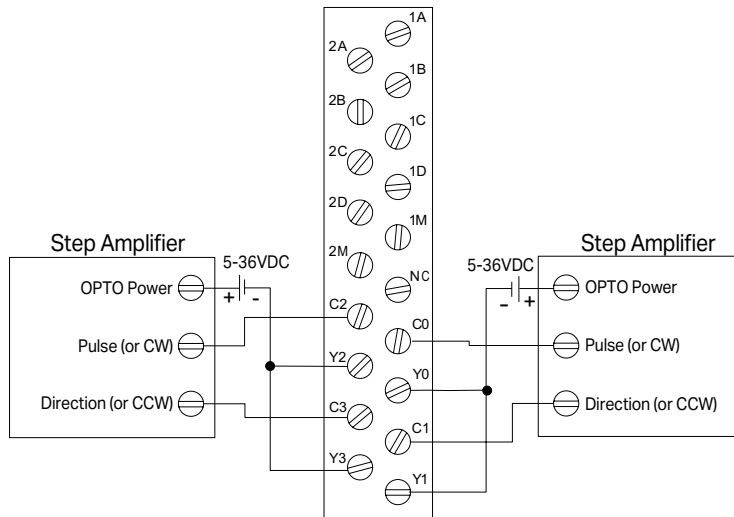 1A
2A
1B
2B
1C
2C
1D
2D
1M
Step Amplifier
Step Amplifier
2M
5-36VDC
5-36VDC
NC
OPTO Power
+
-
-
+
OPTO Power
C2
C0
Pulse (or CW)
Pulse (or CW)
Y2
Y0
Direction (or CCW)
C3
C1
Direction (or CCW)
Y3
Y1